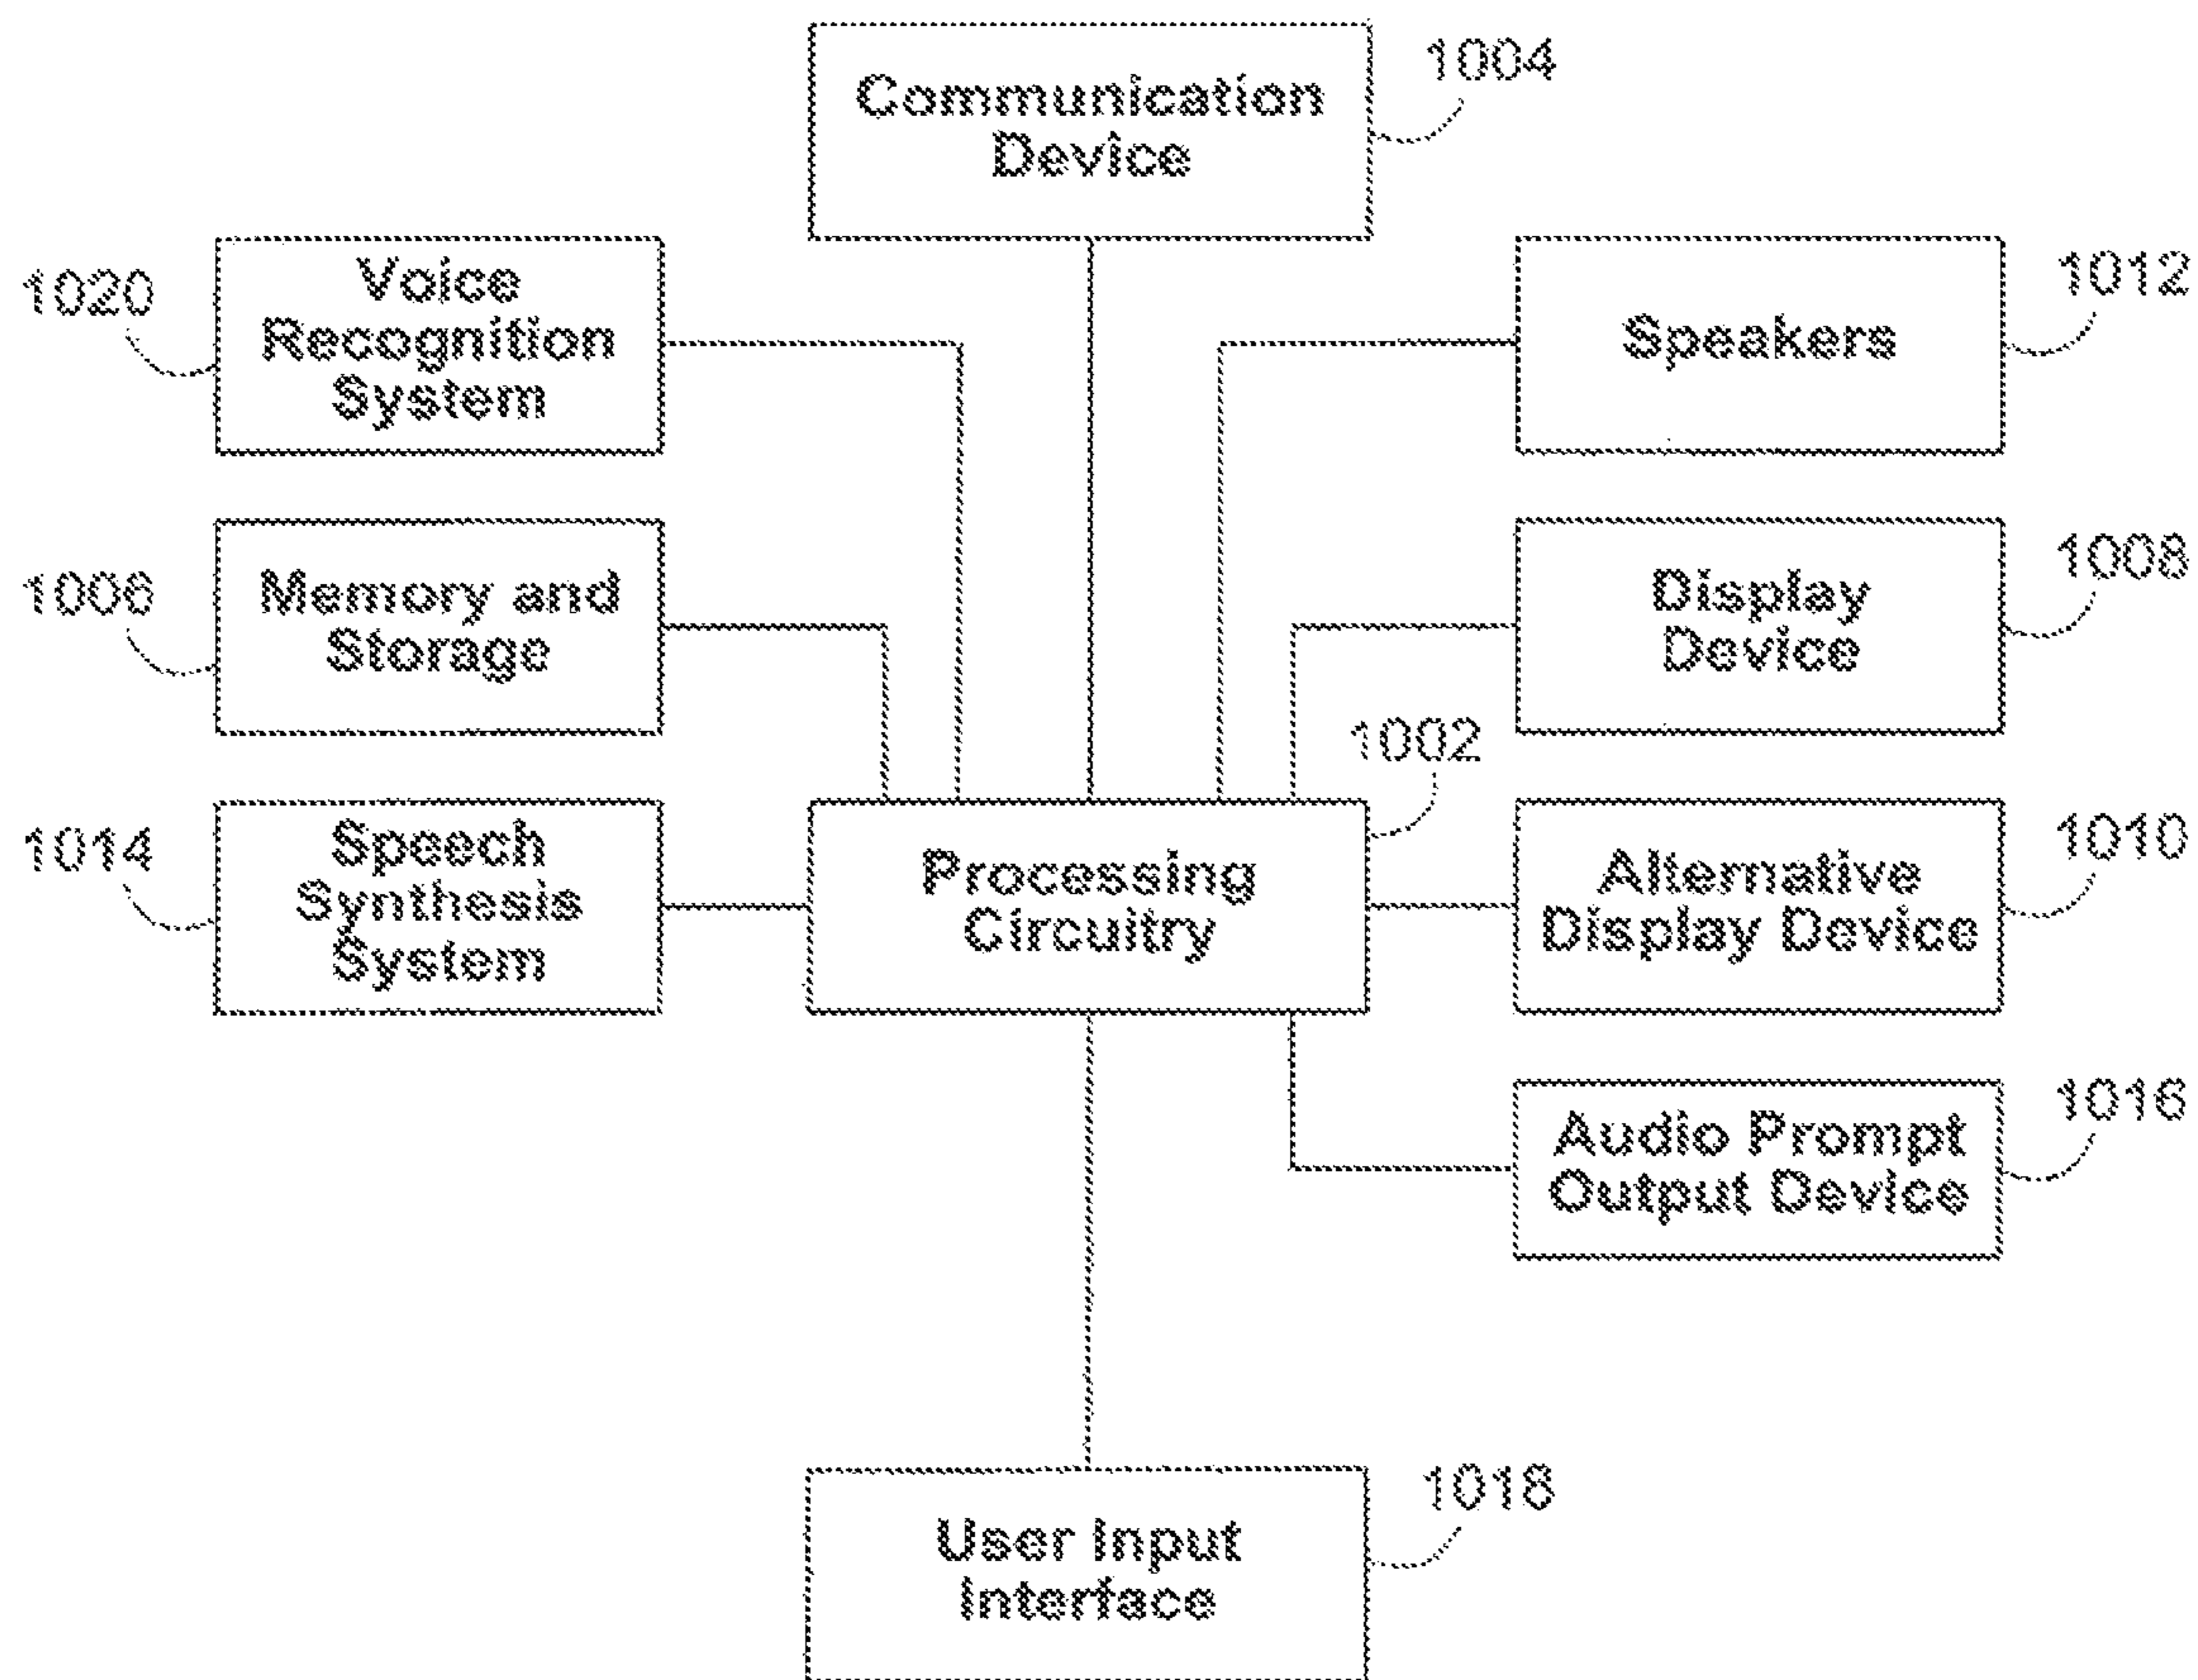 Communication
Device
1004
Voice
Recognition
System
1020
Speakers
1012
Memory and
Storage
1006
Display
Device
1008
1002
Speech
Synthesis
System
1014
Processing
Circuitry
Alternative
Display Device
1010
Audio Prompt
Output Device
1016
User Input
Interface
1018